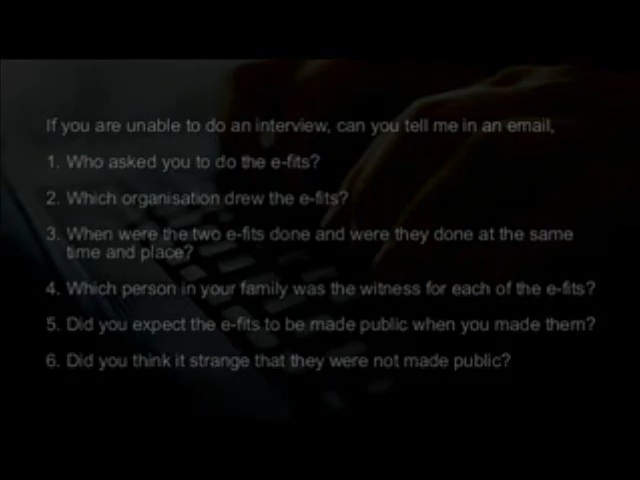 If you are unable to do an interview, can you tell me in an email,
1. Who asked you to do the e-fits?
2. Which organisation drew the e-fits?
3. When were the two e-fits done and were they done at the same
time and place?
4. Which person in your family was the witness for each of the e-fits?
5. Did you expect the e-fits to be made public when you made them?
6. Did you think it strange that they were not made public?